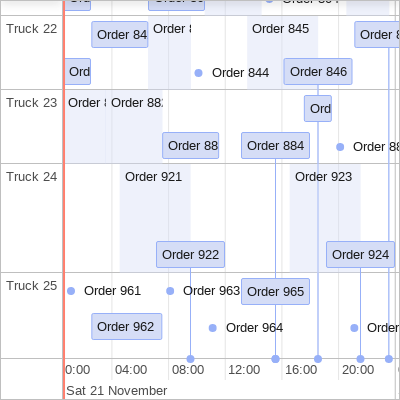 Truck 22
Order 84
Order 8
Order 845
Order 8
Ord
Order 844
Order 846
Truck 23
Order 8
Order 88
Ord
Order 88
Order 884
Order 88
Truck 24
Order 921
Order 923
Order 922
Order 924
Truck 25
Order 961
Order 963
Order 965
Order 962
Order 964
Order
0:00
04:00
08:00
12:00
16:00
20:00
Sat 21 November